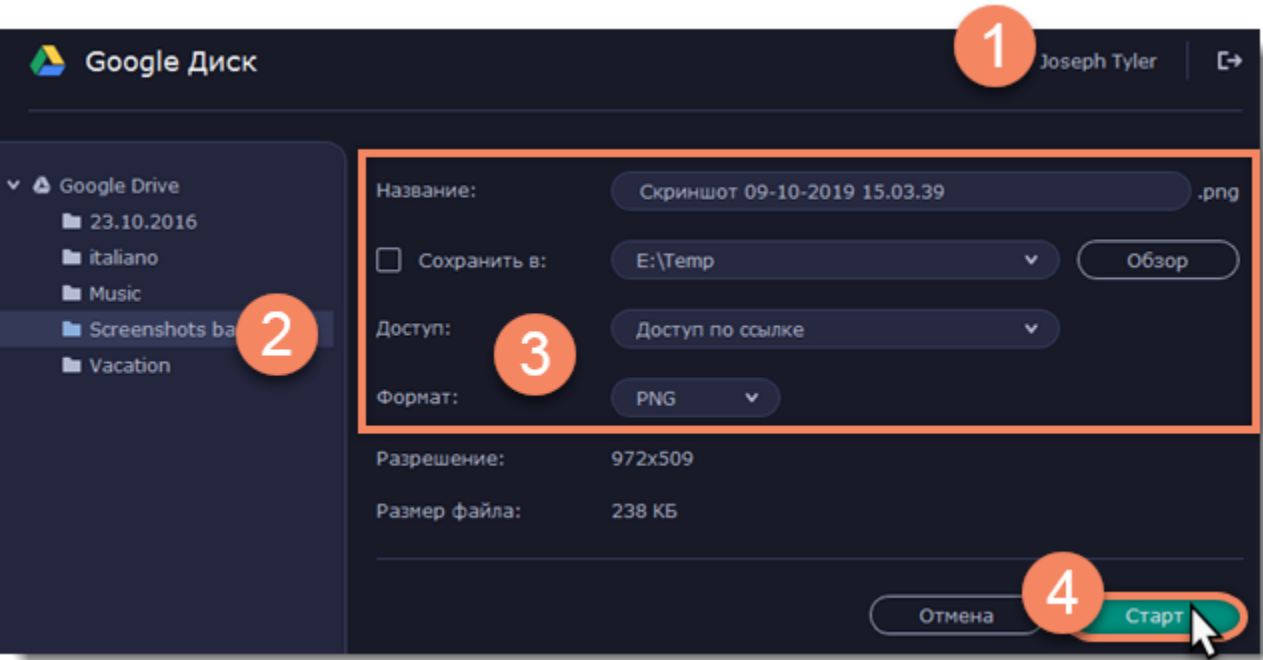 Google Диск
1
Joseph Tyler
Google Drive
23.10.2016
italiano
Music
Screenshots ba
2
Vacation
Название:
Скриншот 09-10-2019 15.03.39
.png
Сохранить в:
E:\Temp
Обзор
Доступ:
3
Доступ по ссылке
Формат:
PNG
Разрешение:
972x509
Размер файла:
238 КБ
Отмена
4
Старт